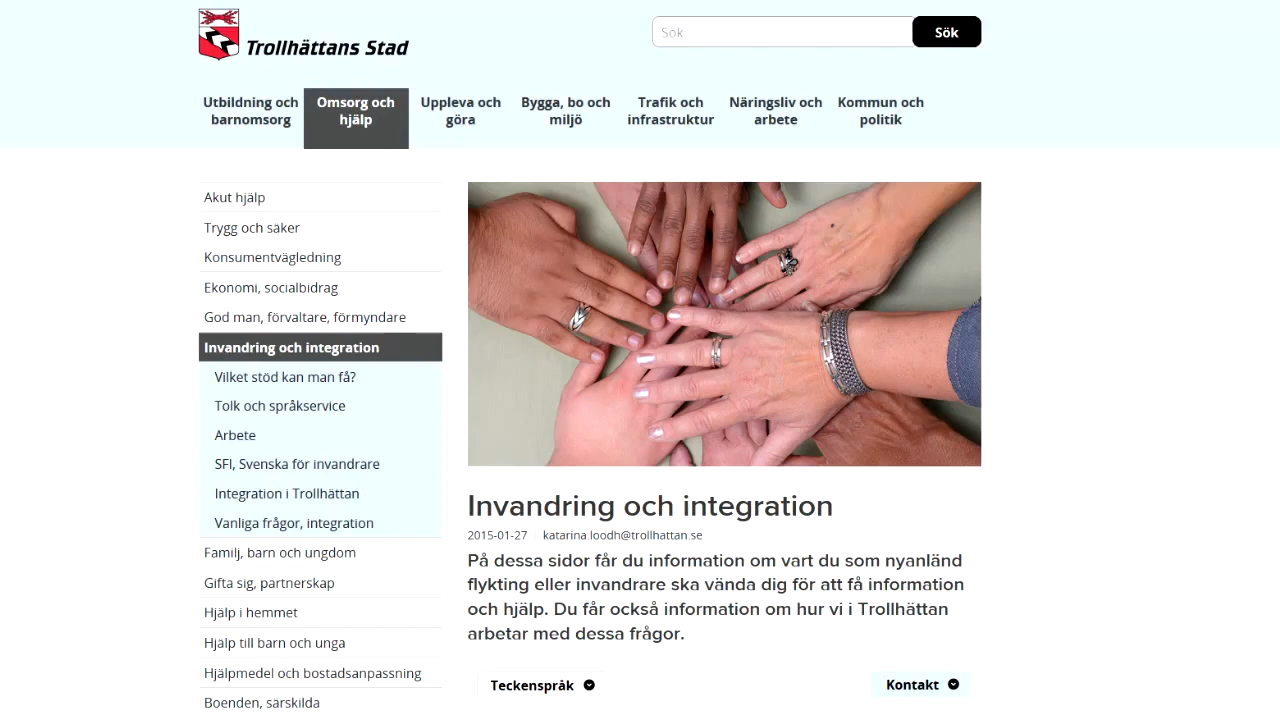 Trollhättans Stad
Sök
Sök
Utbildning och
barnomsorg
Omsorg och
hjälp
Uppleva och
göra
Bygga, bo och
miljö
Trafik och
infrastruktur
Näringsliv och
arbete
Kommun och
politik
Akut hjälp
Trygg och säker
Konsumentvägledning
Ekonomi, socialbidrag
God man, förvaltare, förmyndare
Invandring och integration
Vilket stöd kan man få?
Tolk och språkservice
Arbete
SFI, Svenska för invandrare
Integration i Trollhättan
Vanliga frågor, integration
Familj, barn och ungdom
Gifta sig, partnerskap
Hjälp i hemmet
Hjälp till barn och unga
Hjälpmedel och bostadsanpassning
Boenden, särskilda
Invandring och integration
2015-01-27 katarina.loodh@trollhattan.se
På dessa sidor får du information om vart du som nyanländ
flykting eller invandrare ska vända dig för att få information
och hjälp. Du får också information om hur vi i Trollhättan
arbetar med dessa frågor.
Teckenspråk
Kontakt